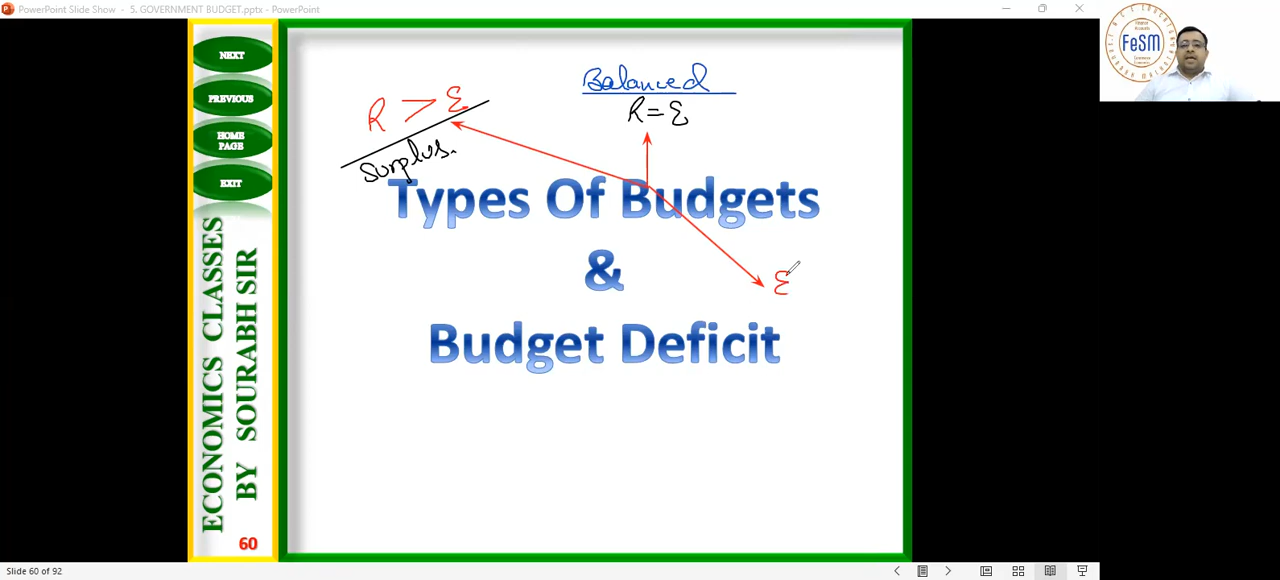 PowerPoint Slide Show - 5. GOVERNMENT BUDGET.pptx - PowerPoint
FeSM
NEXT
PREVIOUS
HOME
PAGE
EXIT
ECONOMICS CLASSES
BY SOURABH SIR
60
Balanced
R = E
R > E
Surplus.
Types Of Budgets
&
Budget Deficit
E
Slide 60 of 92